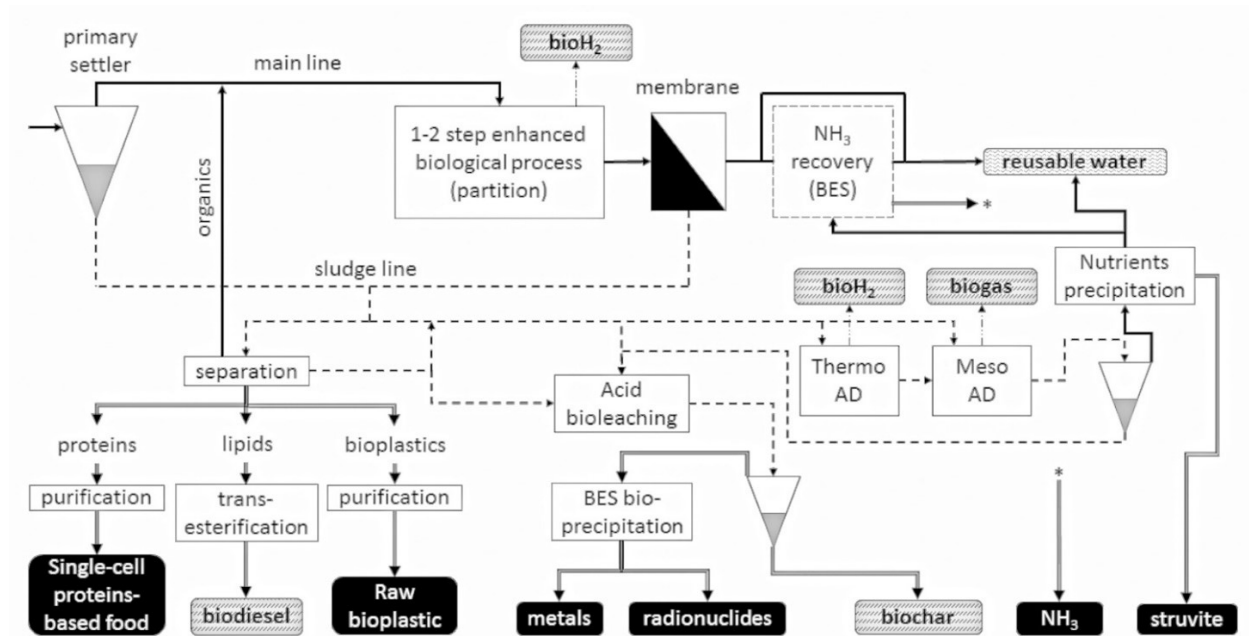 primary
settler
main line
bioH₂
membrane
1-2 step enhanced
biological process
(partition)
NH₃
recovery
(BES)
reusable water
*
organics
sludge line
bioH₂
biogas
Nutrients
precipitation
separation
Acid
bioleaching
Thermo
AD
Meso
AD
proteins
lipids
bioplastics
purification
trans-
esterification
purification
BES bio-
precipitation
*
Single-cell
proteins-
based food
biodiesel
Raw
bioplastic
metals
radionuclides
biochar
NH₃
struvite